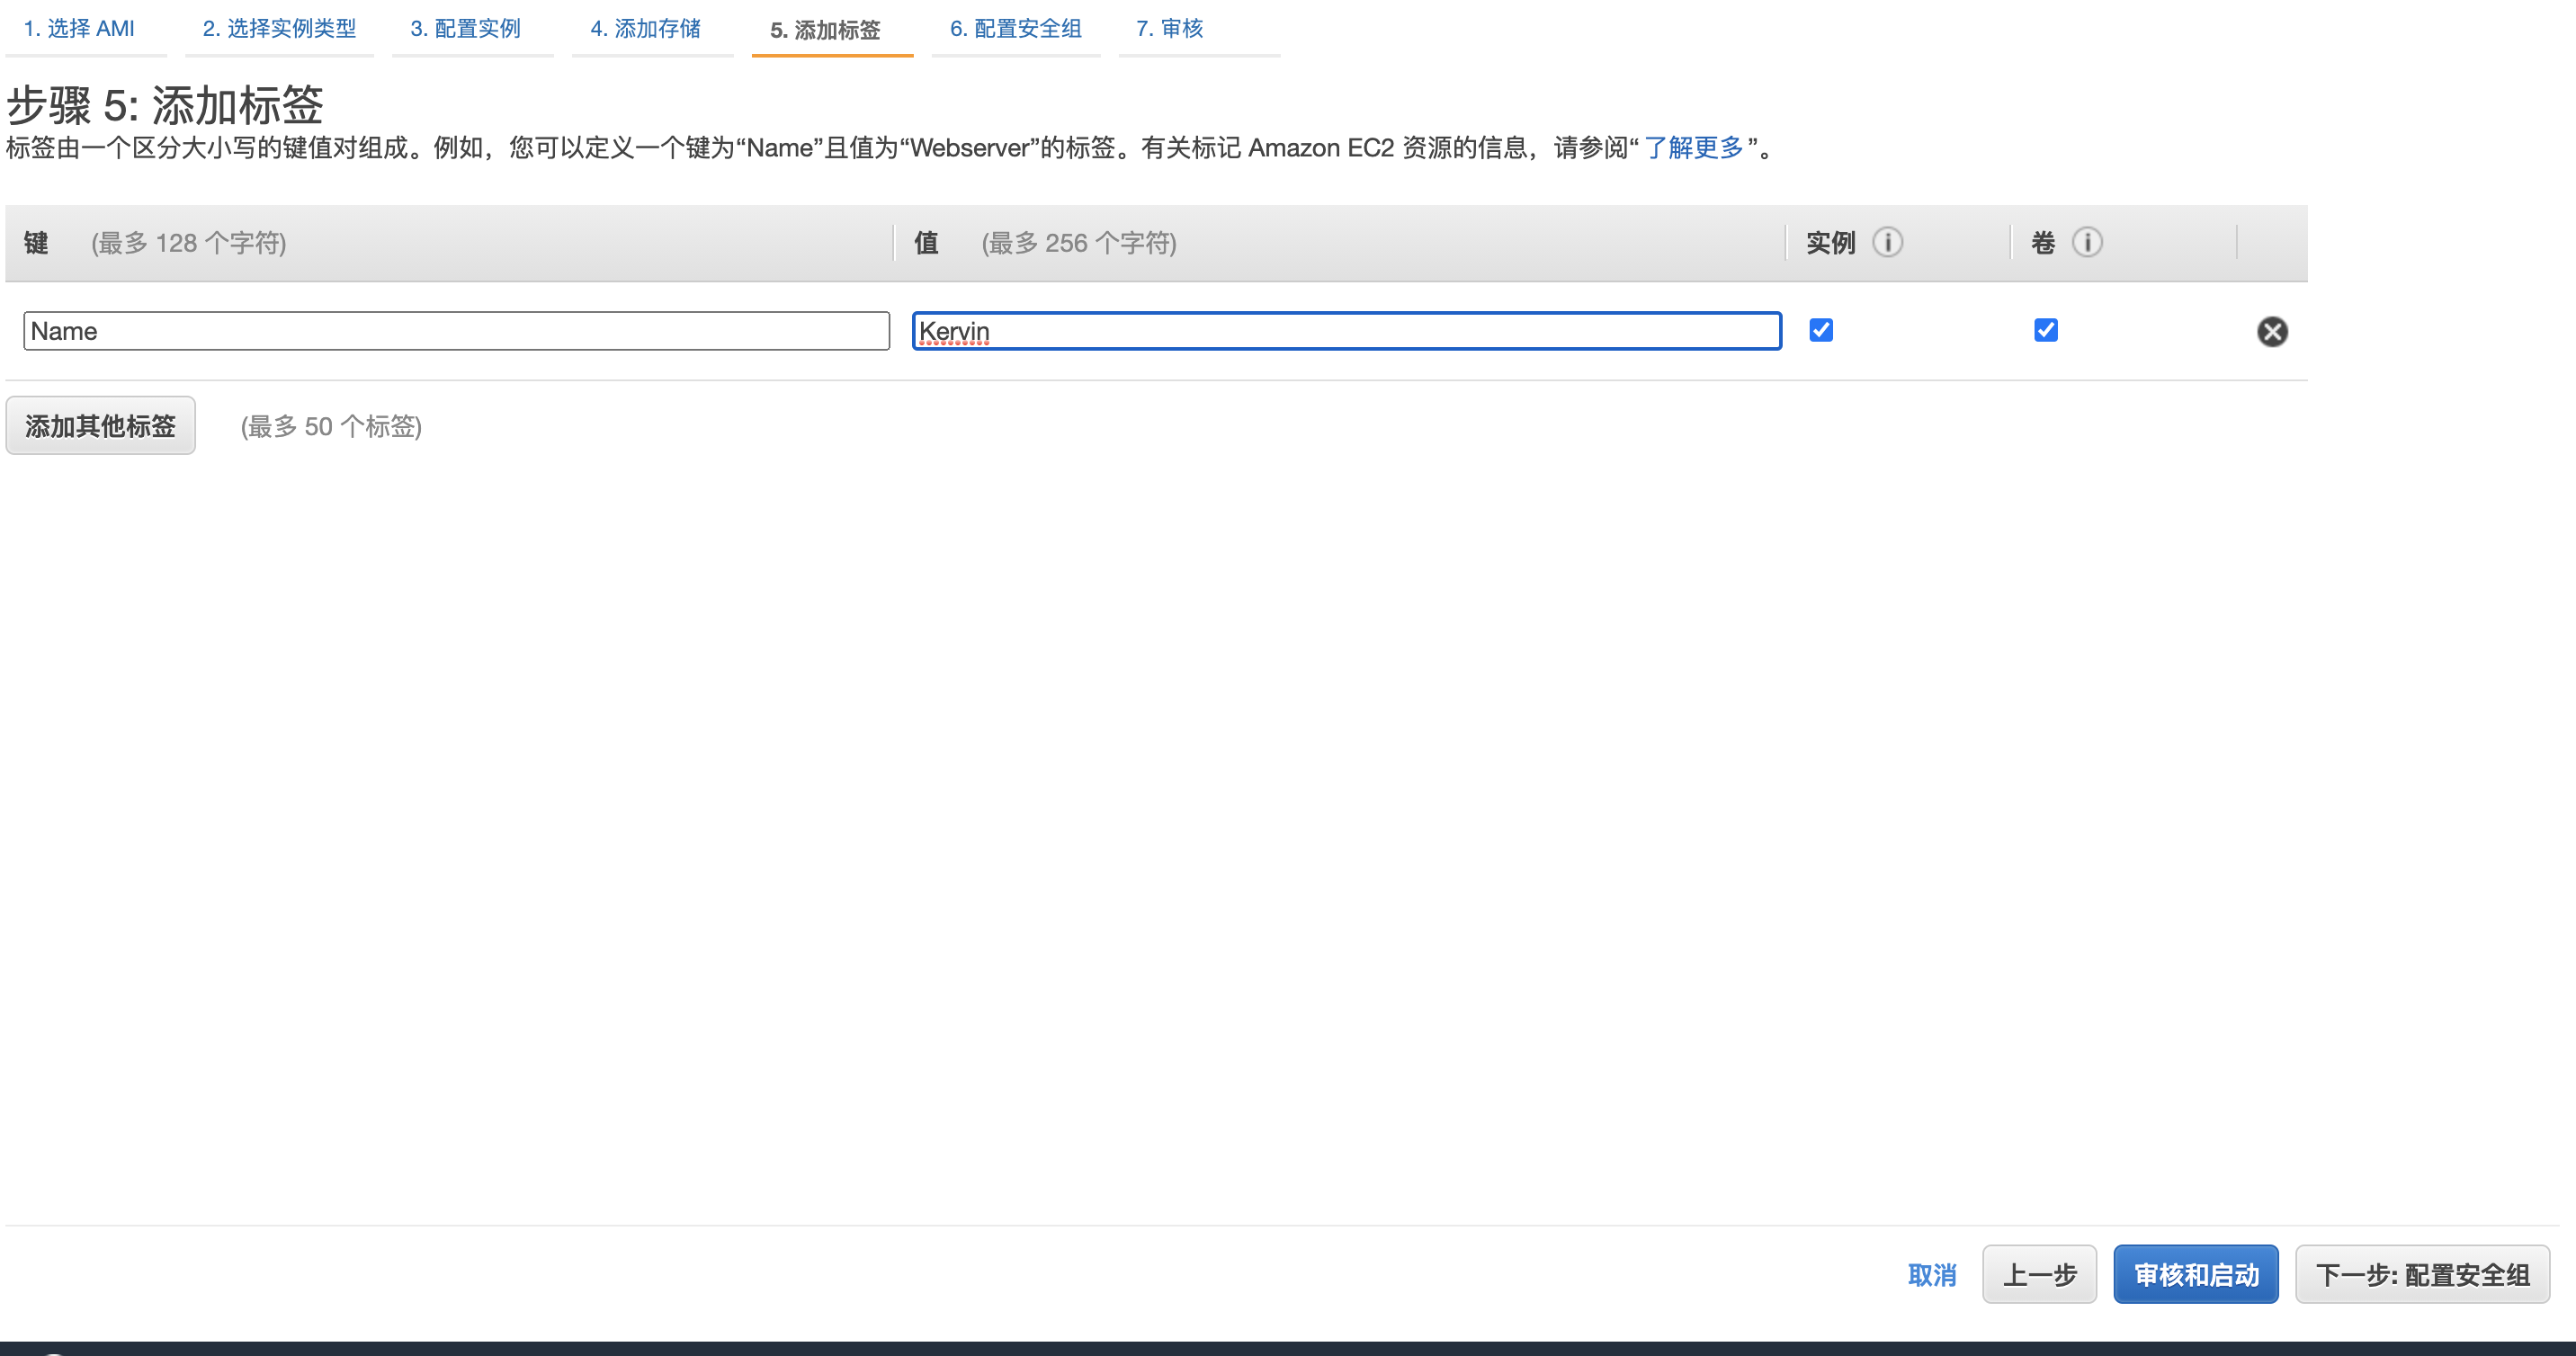 1. 选择 AMI 2. 选择实例类型 3. 配置实例 4. 添加存储 5. 添加标签 6. 配置安全组 7. 审核
步骤 5: 添加标签
标签由一个区分大小写的键值对组成。例如，您可以定义一个键为“Name”且值为“Webserver”的标签。有关标记 Amazon EC2 资源的信息，请参阅“ 了解更多 ”。
键 (最多 128 个字符) 值 (最多 256 个字符) 实例 卷
Name Kervin
添加其他标签 (最多 50 个标签)
取消 上一步 审核和启动 下一步: 配置安全组